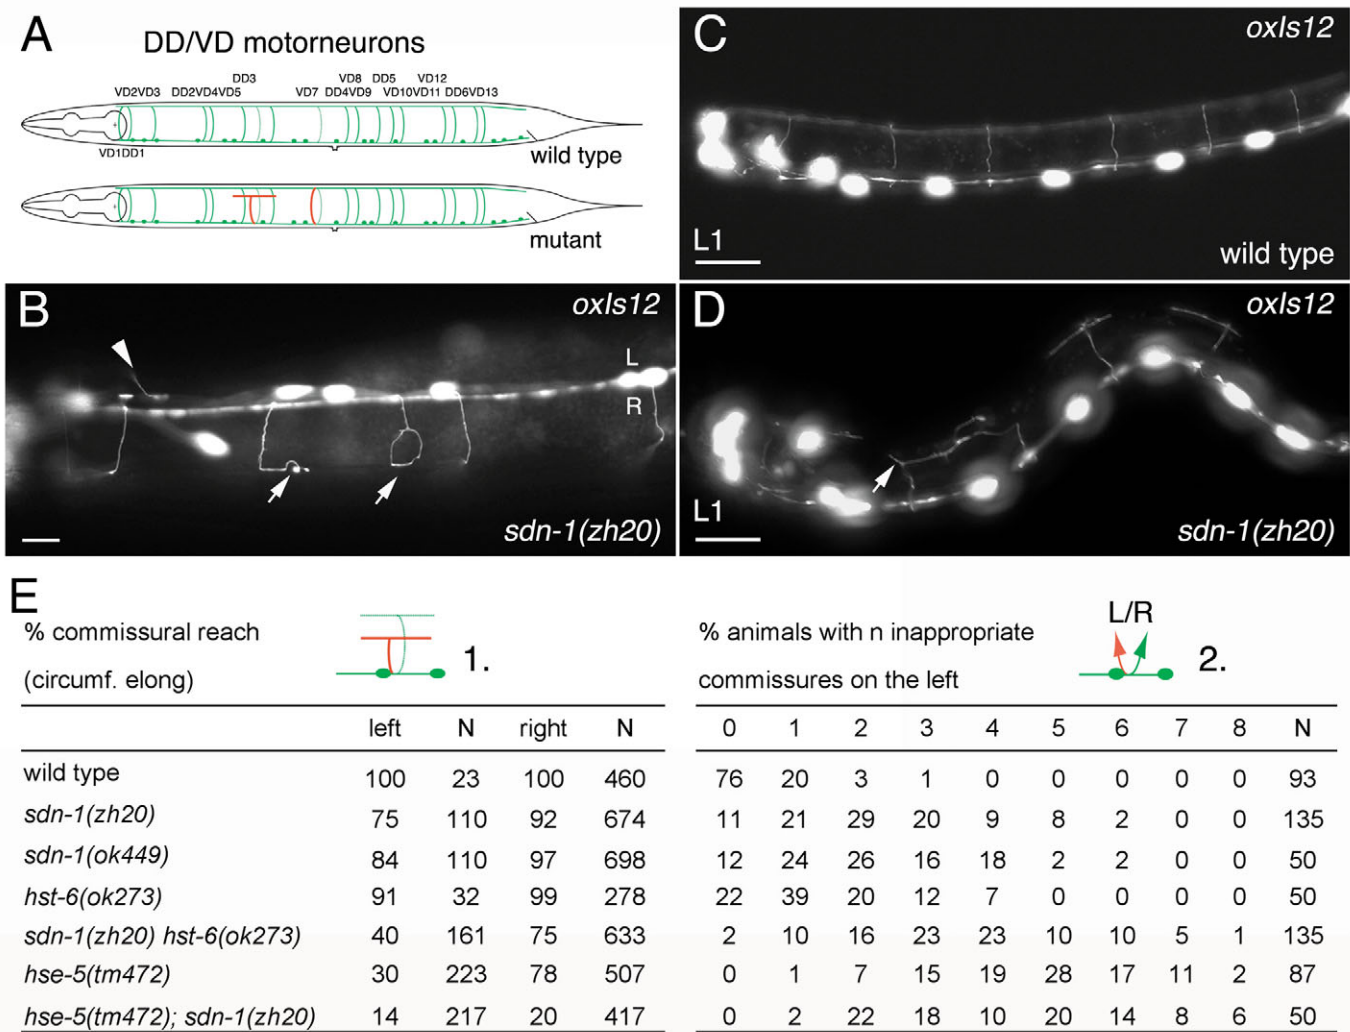 A
DD/VD motorneurons
DD3 VD8 DD5 VD12
VD2VD3 DD2VD4VD5 VD7 DD4VD9 VD10VD11 DD6VD13
VD1DD1
wild type
mutant
B
oxIs12
L
R
sdn-1(zh20)
C
oxIs12
L1
wild type
D
oxIs12
L1
sdn-1(zh20)
E
% commissural reach
(circumf. elong)
1.
left N right N
wild type 100 23 100 460
sdn-1(zh20) 75 110 92 674
sdn-1(ok449) 84 110 97 698
hst-6(ok273) 91 32 99 278
sdn-1(zh20) hst-6(ok273) 40 161 75 633
hse-5(tm472) 30 223 78 507
hse-5(tm472); sdn-1(zh20) 14 217 20 417
% animals with n inappropriate
commissures on the left
L/R
2.
0 1 2 3 4 5 6 7 8 N
76 20 3 1 0 0 0 0 0 93
11 21 29 20 9 8 2 0 0 135
12 24 26 16 18 2 2 0 0 50
22 39 20 12 7 0 0 0 0 50
2 10 16 23 23 10 10 5 1 135
0 1 7 15 19 28 17 11 2 87
0 2 22 18 10 20 14 8 6 50